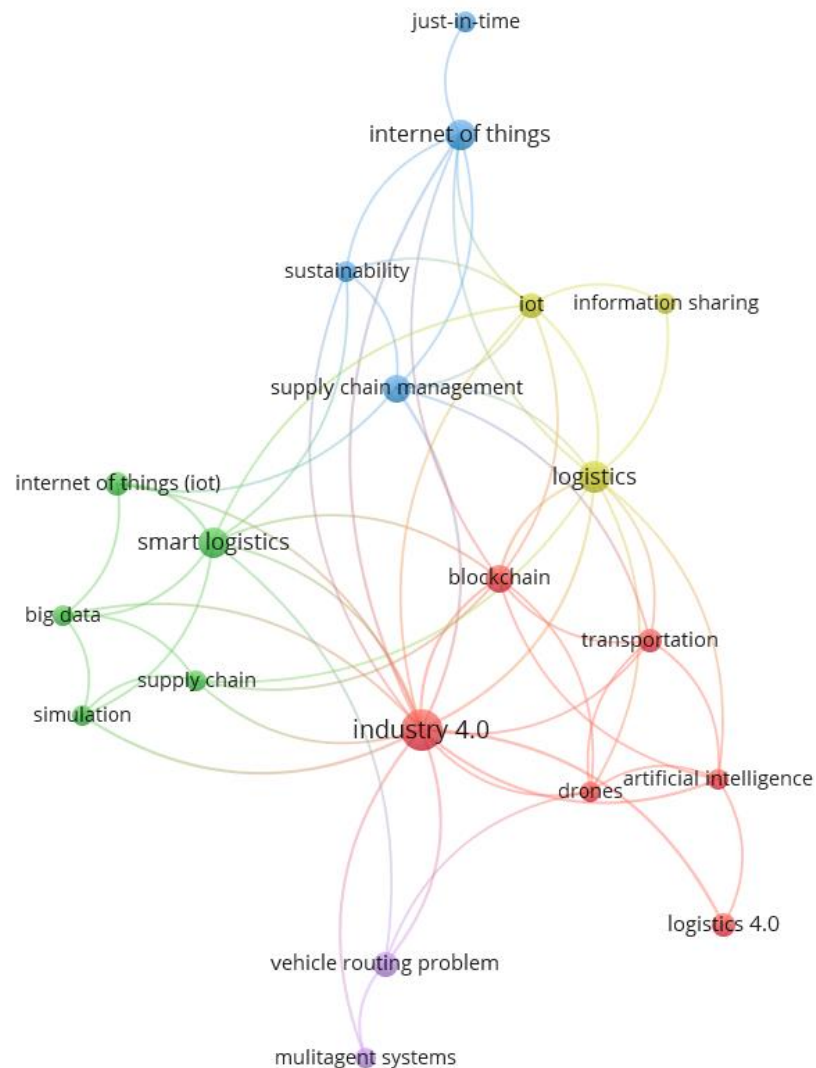 just-in-time
internet of things
sustainability
iot
information sharing
supply chain management
logistics
internet of things (iot)
smart logistics
blockchain
big data
transportation
supply chain
simulation
industry 4.0
artificial intelligence
drones
logistics 4.0
vehicle routing problem
mulitagent systems